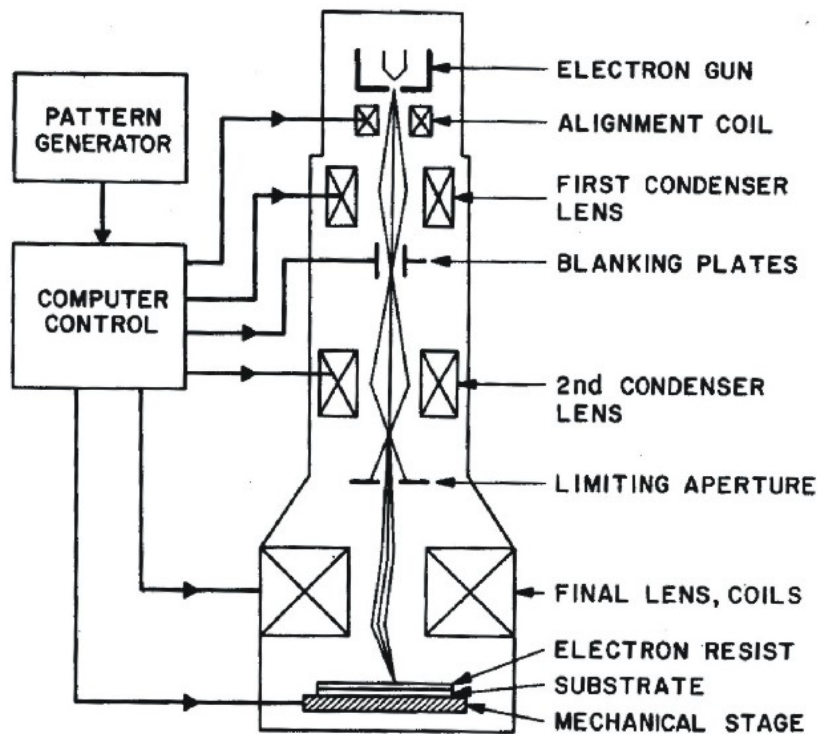 PATTERN
GENERATOR
COMPUTER
CONTROL
ELECTRON GUN
ALIGNMENT COIL
FIRST CONDENSER
LENS
BLANKING PLATES
2nd CONDENSER
LENS
LIMITING APERTURE
FINAL LENS, COILS
ELECTRON RESIST
SUBSTRATE
MECHANICAL STAGE